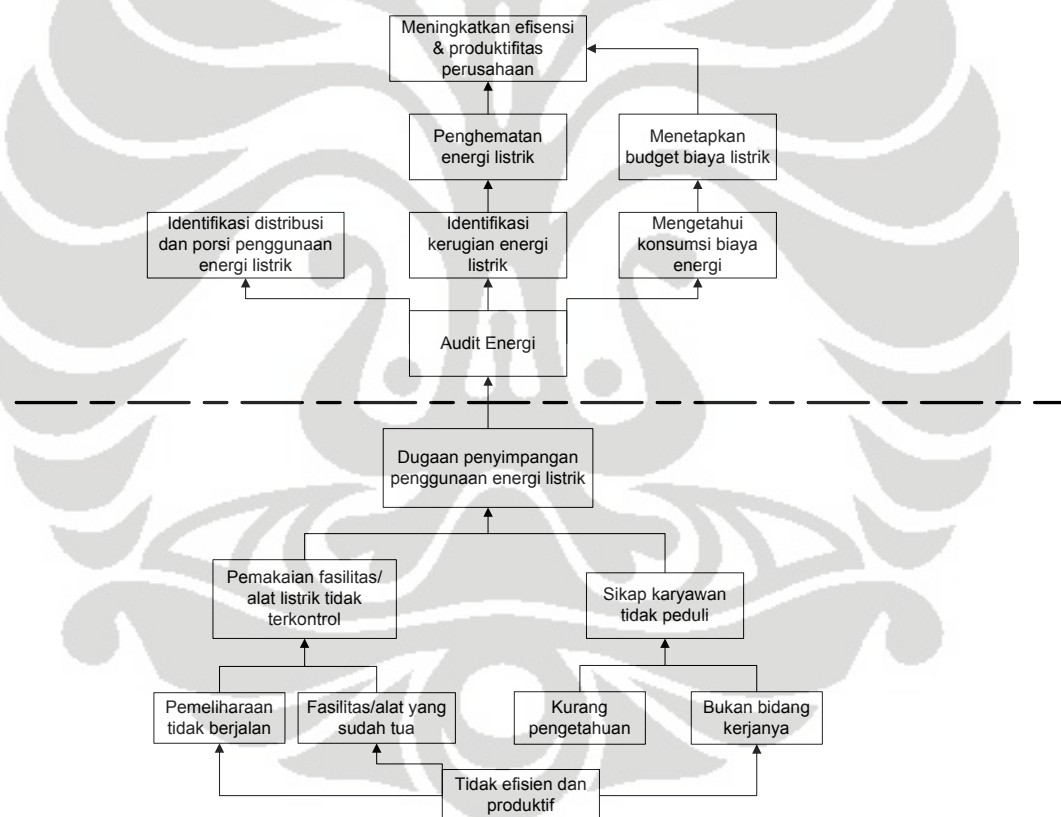 Meningkatkan efisensi
& produktifitas
perusahaan
Penghematan
energi listrik
Menetapkan
budget biaya listrik
Identifikasi distribusi
dan porsi penggunaan
energi listrik
Identifikasi
kerugian energi
listrik
Mengetahui
konsumsi biaya
energi
Audit Energi
Dugaan penyimpangan
penggunaan energi listrik
Pemakaian fasilitas/
alat listrik tidak
terkontrol
Sikap karyawan
tidak peduli
Pemeliharaan
tidak berjalan
Fasilitas/alat yang
sudah tua
Kurang
pengetahuan
Bukan bidang
kerjanya
Tidak efisien dan
produktif